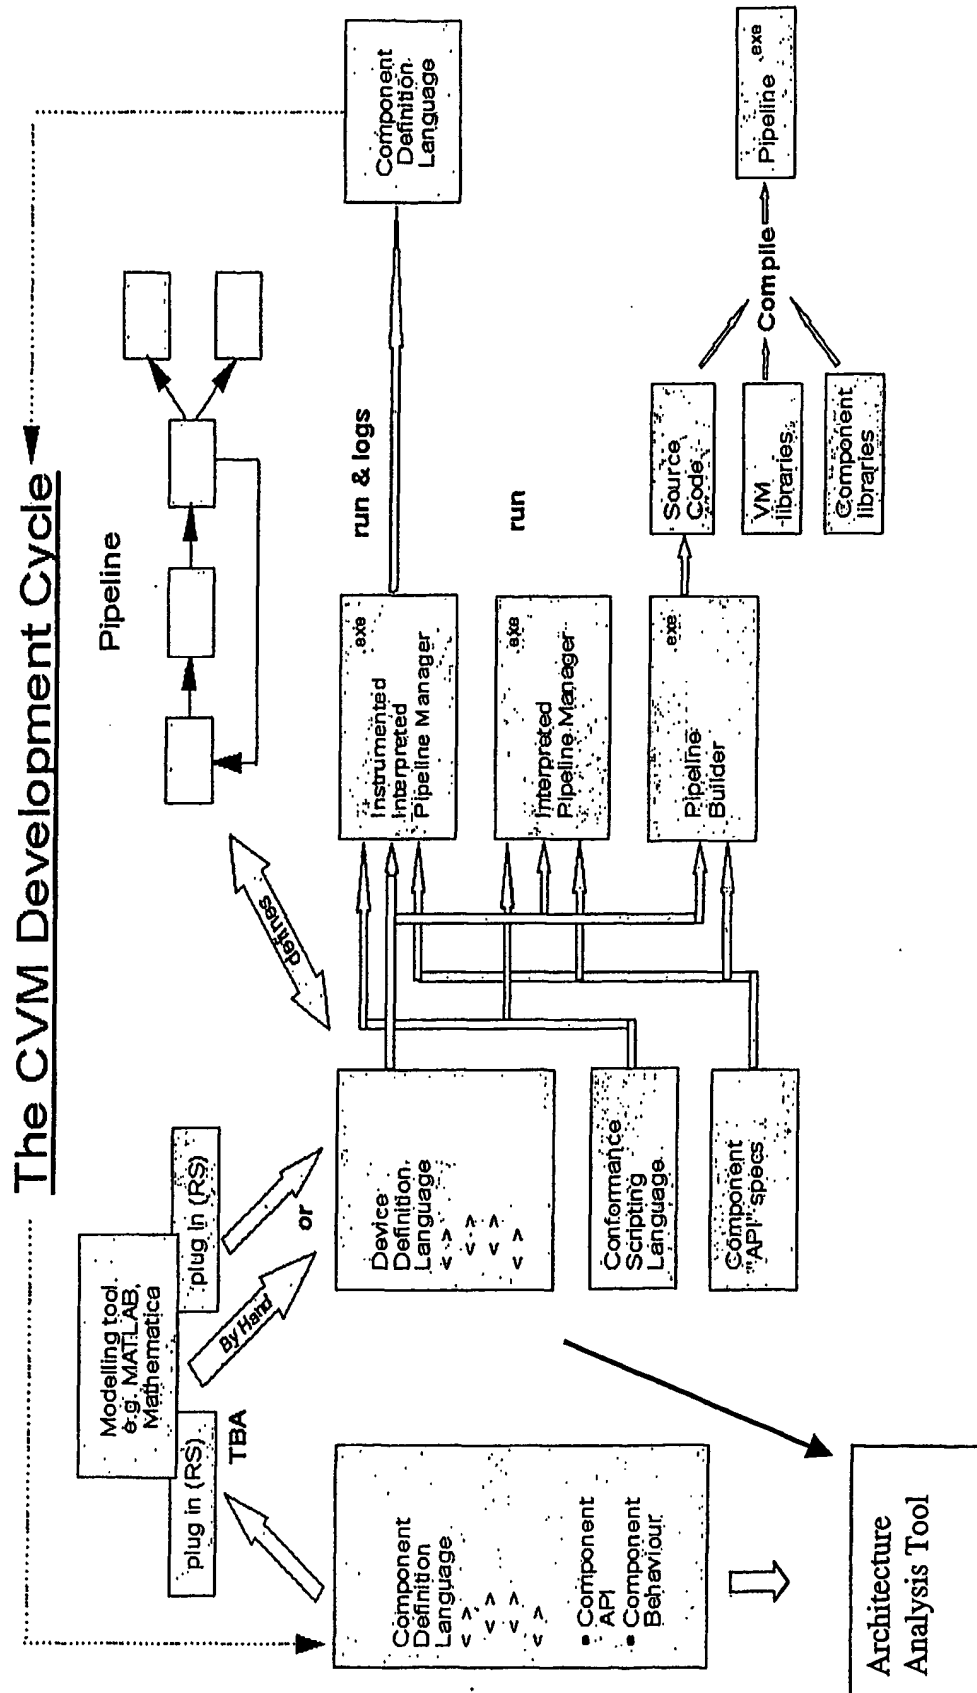 The CVM Development Cycle
Modelling tool
e.g. MATLAB,
Mathematica
plug in (RS)
plug in (RS)
TBA
By Hand
or
defines
Pipeline
Component
Definition
Language
< >
< >
< >
< >
• Component
API
• Component
Behaviour
Device
Definition
Language
< >
< >
< >
< >
Conformance
Scripting
Language
Component
"API" specs
exe
Instrumented
Interpreted
Pipeline Manager
run & logs
Component
Definition
Language
exe
Interpreted
Pipeline Manager
run
exe
Pipeline
Builder
Source
Code
VM
libraries
Component
libraries
Compile
Pipeline exe
Architecture
Analysis Tool